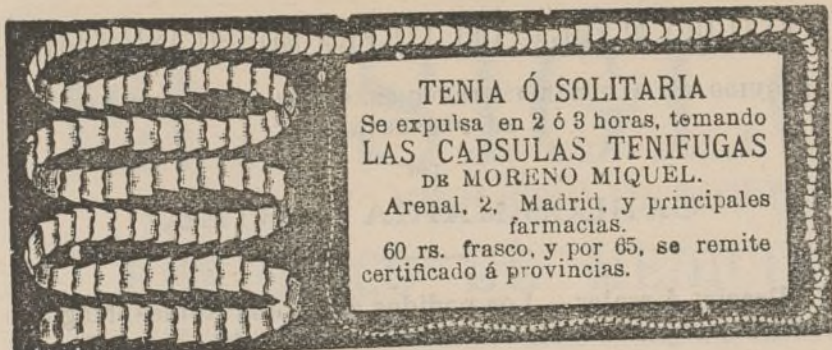 TENIA Ó SOLITARIA
Se expulsa en 2 ó 3 horas, temando
LAS CAPSULAS TENIFUGAS
DE MORENO MIQUEL.
Arenal, 2, Madrid, y principales
farmacias.
60 rs. frasco, y por 65, se remite
certificado á provincias.